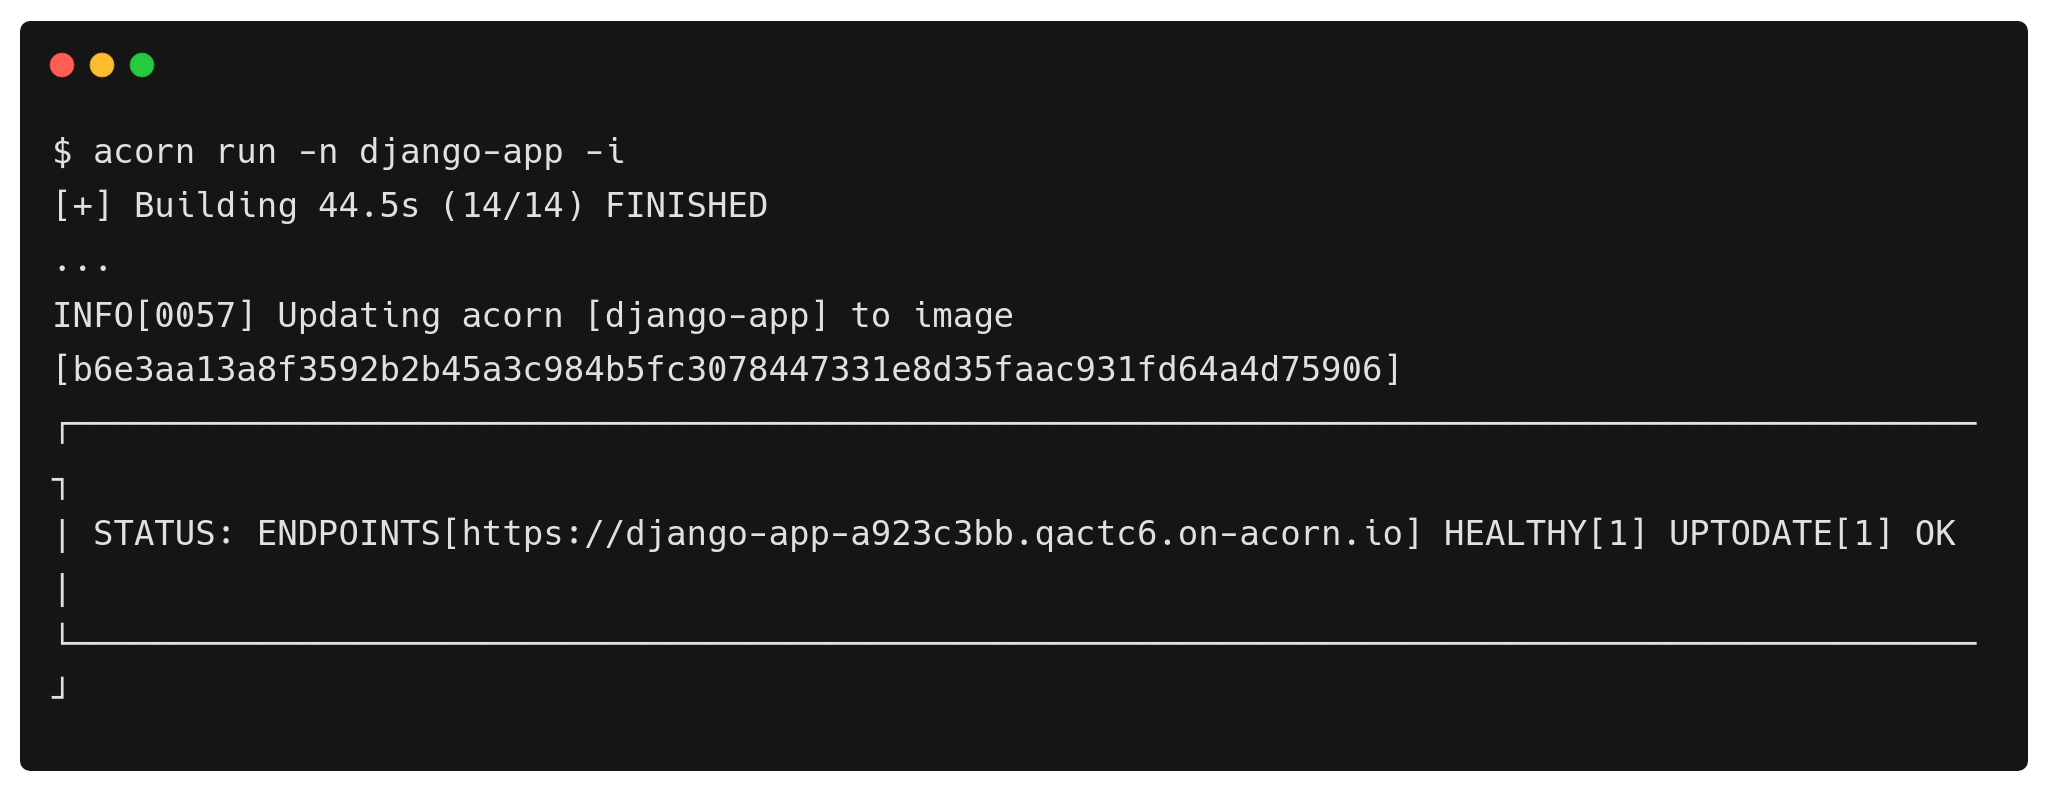 $ acorn run -n django-app -i
[+] Building 44.5s (14/14) FINISHED
...
INFO[0057] Updating acorn [django-app] to image
[b6e3aa13a8f3592b2b45a3c984b5fc3078447331e8d35faac931fd64a4d75906]
┌─────────────────────────────────────────────────────────────────────────────────────────────
┐
| STATUS: ENDPOINTS[https://django-app-a923c3bb.qactc6.on-acorn.io] HEALTHY[1] UPTODATE[1] OK
|
└─────────────────────────────────────────────────────────────────────────────────────────────
┘